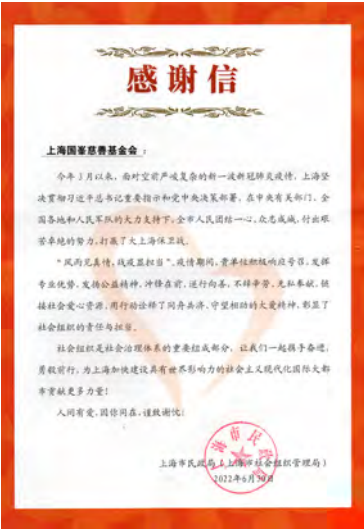 感谢信
上海国峯慈善基金会：
今年3月以来，面对空前严峻复杂的新一波新冠肺炎疫情，上海坚
决贯彻习近平总书记重要指示和党中央决策部署，在中央有关部门、全
国各地和人民军队的大力支持下，全市人民团结一心、众志成城，付出艰
苦卓绝的努力，打赢了大上海保卫战。
“风雨见真情，战疫显担当”。疫情期间，贵单位积极响应号召，发挥
专业优势，发扬公益精神，冲锋在前、逆行向善，不辞辛劳、无私奉献，链
接社会爱心资源，用行动诠释了同舟共济、守望相助的大爱精神，彰显了
社会组织的责任与担当。
社会组织是社会治理体系的重要组成部分，让我们一起携手奋进，
勇毅前行，为上海加快建设具有世界影响力的社会主义现代化国际大都
市贡献更多力量！
人间有爱，因你同在，谨致谢忱！
上海市民政局（上海市社会组织管理局）
2022年6月30日
上海市民政局